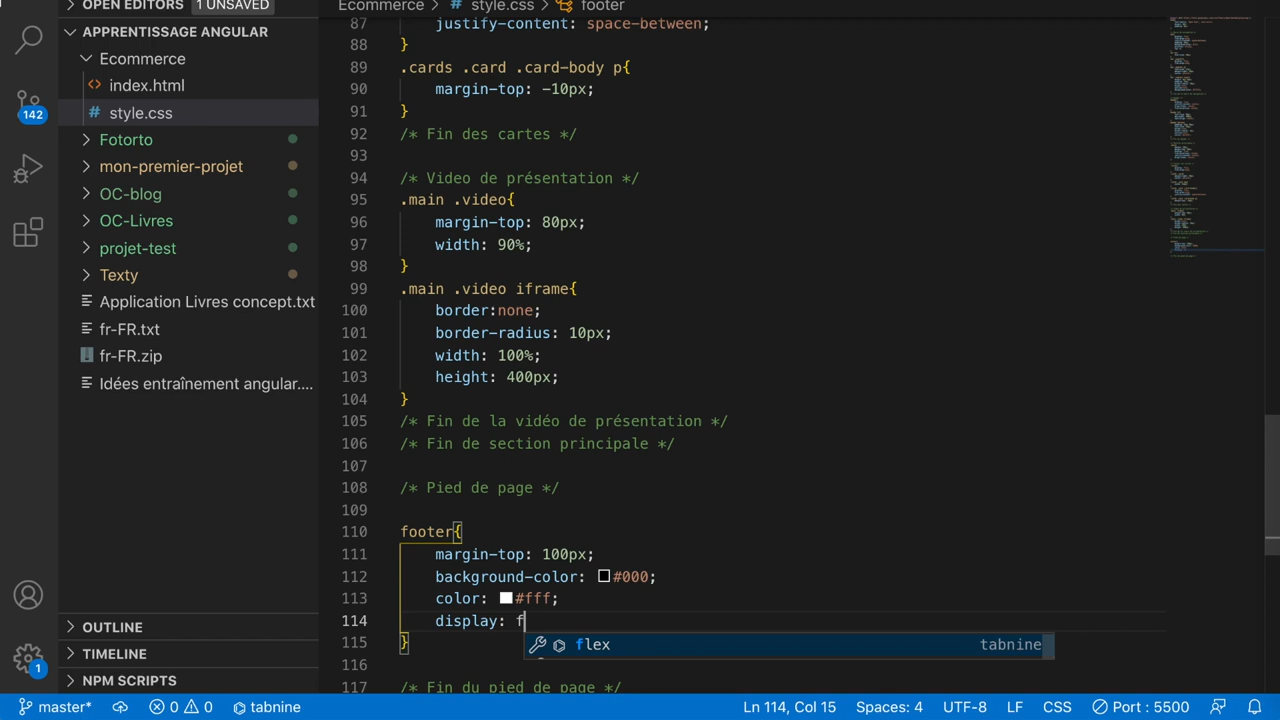 OPEN EDITORS 1 UNSAVED
Ecommerce > # style.css > footer
APPRENTISSAGE ANGULAR
Ecommerce
<> index.html
# style.css
142
Fotorto
mon-premier-projet
OC-blog
OC-Livres
projet-test
Texty
Application Livres concept.txt
fr-FR.txt
fr-FR.zip
Idées entraînement angular....
OUTLINE
TIMELINE
NPM SCRIPTS
1
87 justify-content: space-between;
88 }
89 .cards .card .card-body p{
90 margin-top: -10px;
91 }
92 /* Fin des cartes */
93
94 /* Video de présentation */
95 .main .video{
96 margin-top: 80px;
97 width: 90%;
98 }
99 .main .video iframe{
100 border:none;
101 border-radius: 10px;
102 width: 100%;
103 height: 400px;
104 }
105 /* Fin de la vidéo de présentation */
106 /* Fin de section principale */
107
108 /* Pied de page */
109
110 footer{
111 margin-top: 100px;
112 background-color: #000;
113 color: #fff;
114 display: f
flex tabnine
115 }
116
117 /* Fin du pied de page */
master* 0 0 tabnine Ln 114, Col 15 Spaces: 4 UTF-8 LF CSS Port : 5500